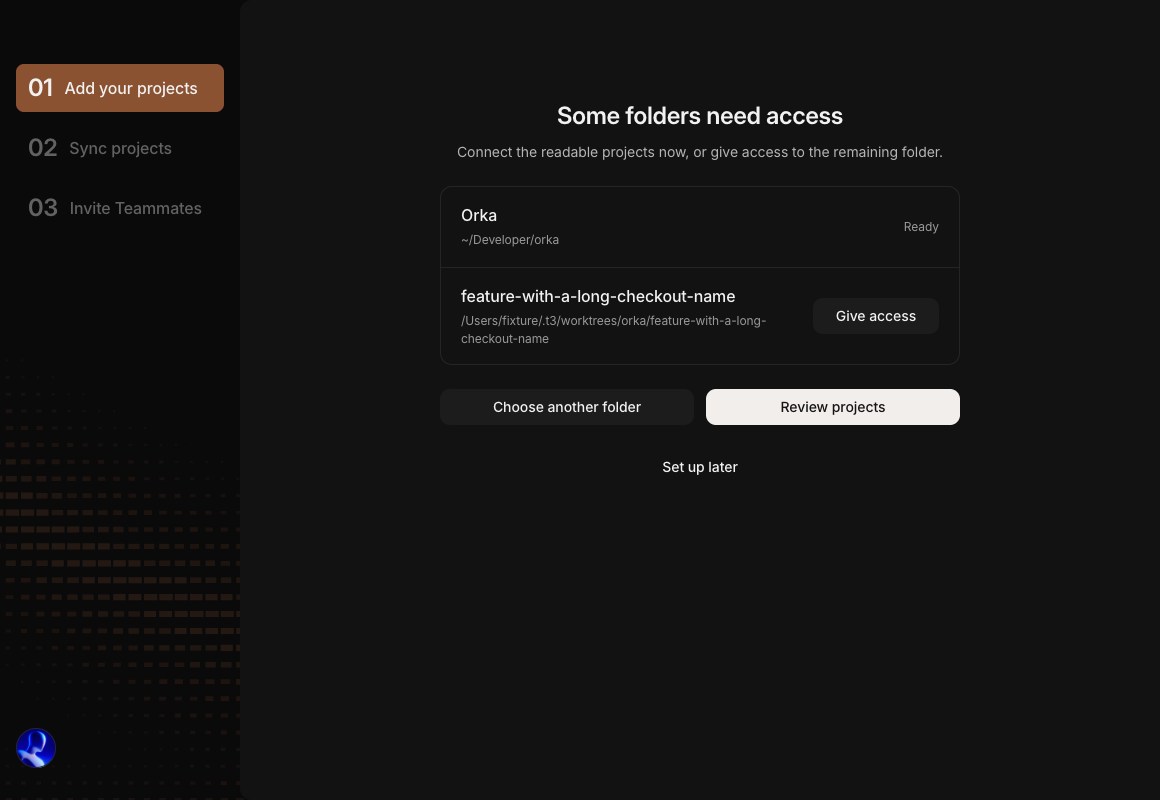 01 Add your projects
02 Sync projects
03 Invite Teammates
Some folders need access
Connect the readable projects now, or give access to the remaining folder.
Orka
~/Developer/orka
Ready
feature-with-a-long-checkout-name
/Users/fixture/.t3/worktrees/orka/feature-with-a-long-
checkout-name
Give access
Choose another folder
Review projects
Set up later